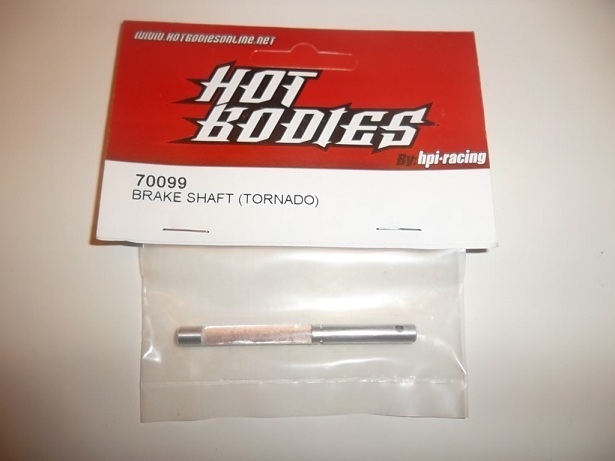 WWW.HOTBODIESONLINE.NET
HOT
BODIES
By:hpi-racing
70099
BRAKE SHAFT (TORNADO)